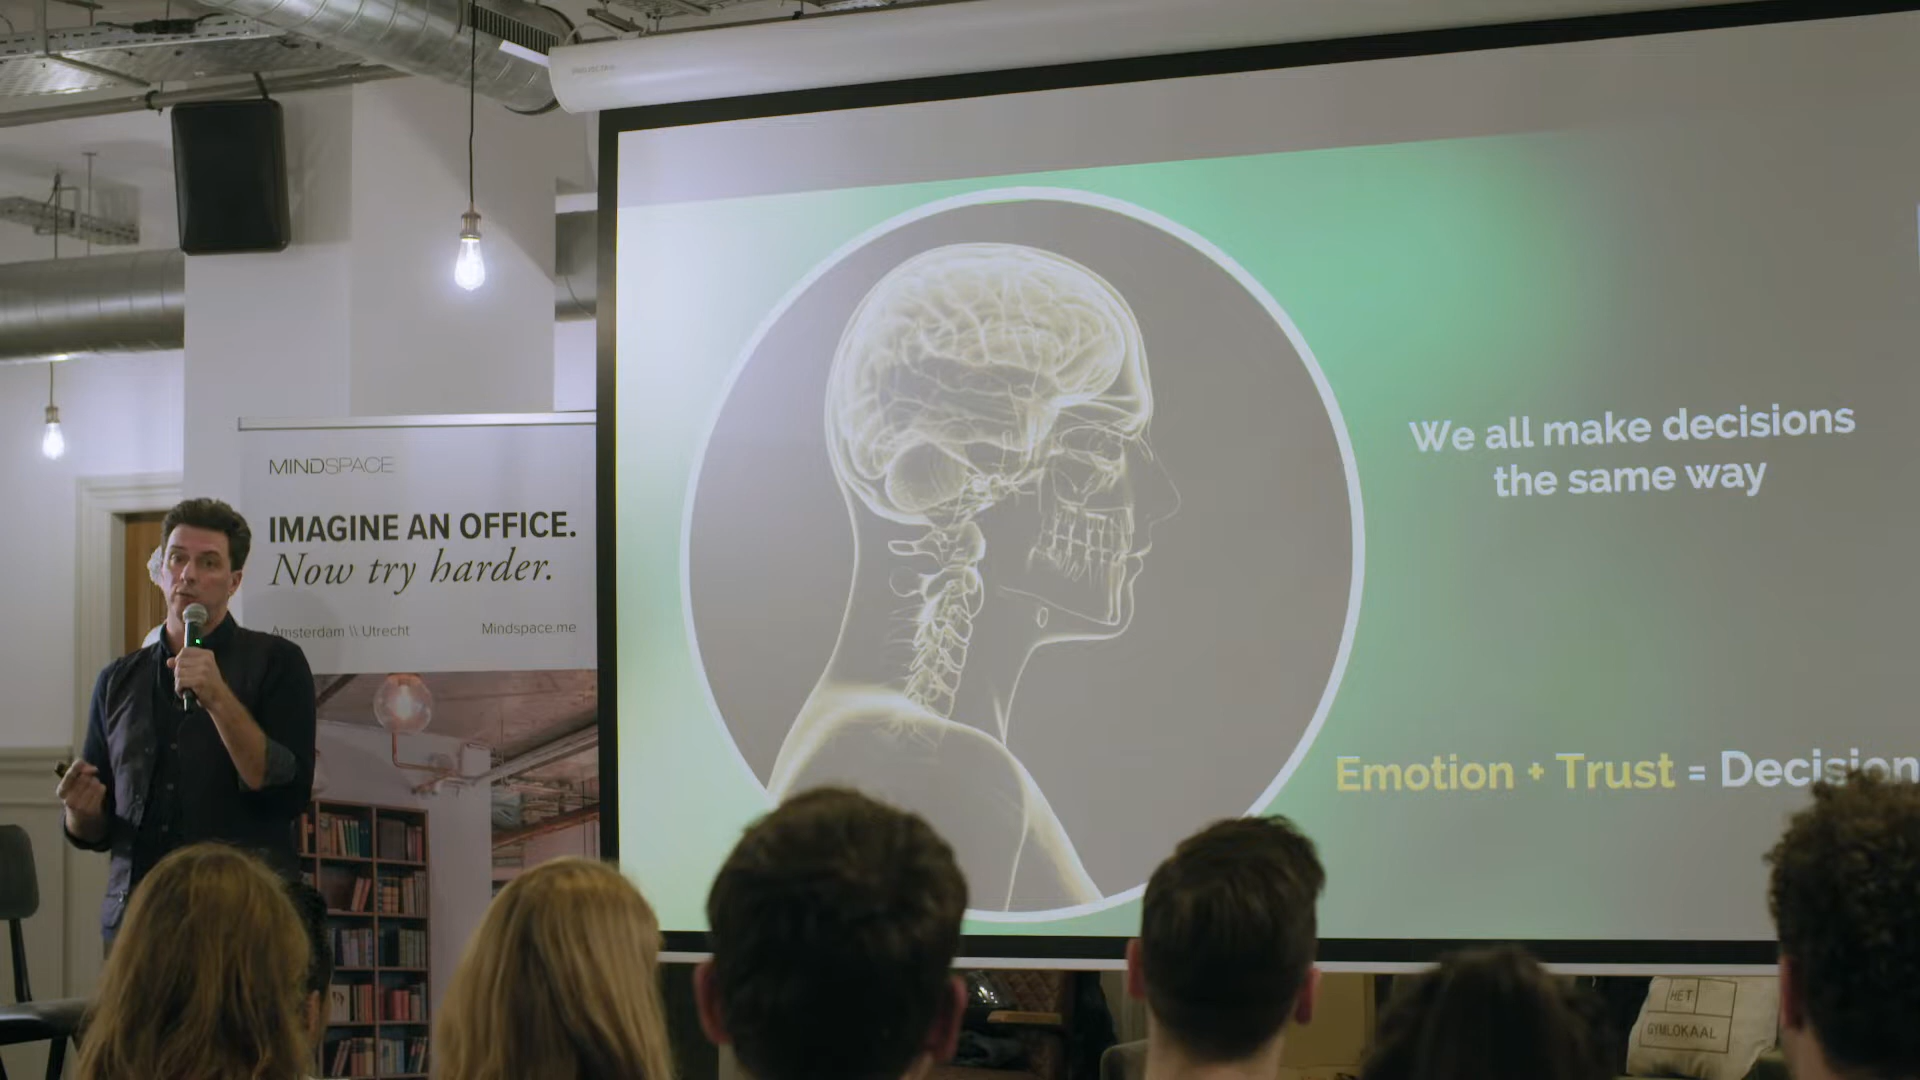 MINDSPACE
IMAGINE AN OFFICE.
Now try harder.
Amsterdam \\ Utrecht
Mindspace.me
We all make decisions
the same way
Emotion + Trust = Decision
HET
GYMLOKAAL